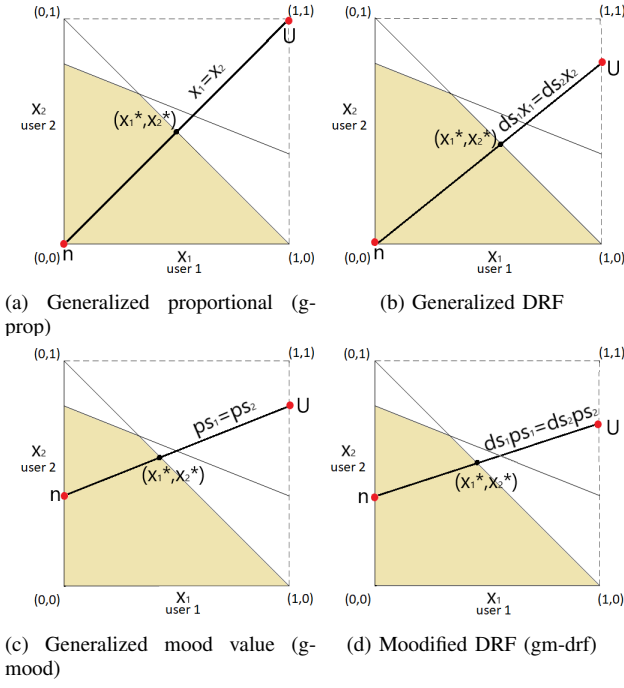 (0,1)
(1,1)
U
x₁=x₂
X₂
user 2
(x₁*,x₂*)
(0,0)
n
X₁
user 1
(1,0)
(a) Generalized proportional (g-
prop)
(0,1)
(1,1)
U
ds₁x₁=ds₂x₂
X₂
user 2
(x₁*,x₂*)
(0,0)
n
X₁
user 1
(1,0)
(b) Generalized DRF
(0,1)
(1,1)
ps₁=ps₂
U
X₂
user 2
(x₁*,x₂*)
n
(0,0)
X₁
user 1
(1,0)
(c) Generalized mood value (g-
mood)
(0,1)
(1,1)
ds₁ps₁=ds₂ps₂
U
X₂
user 2
(x₁*,x₂*)
n
(0,0)
X₁
user 1
(1,0)
(d) Moodified DRF (gm-drf)